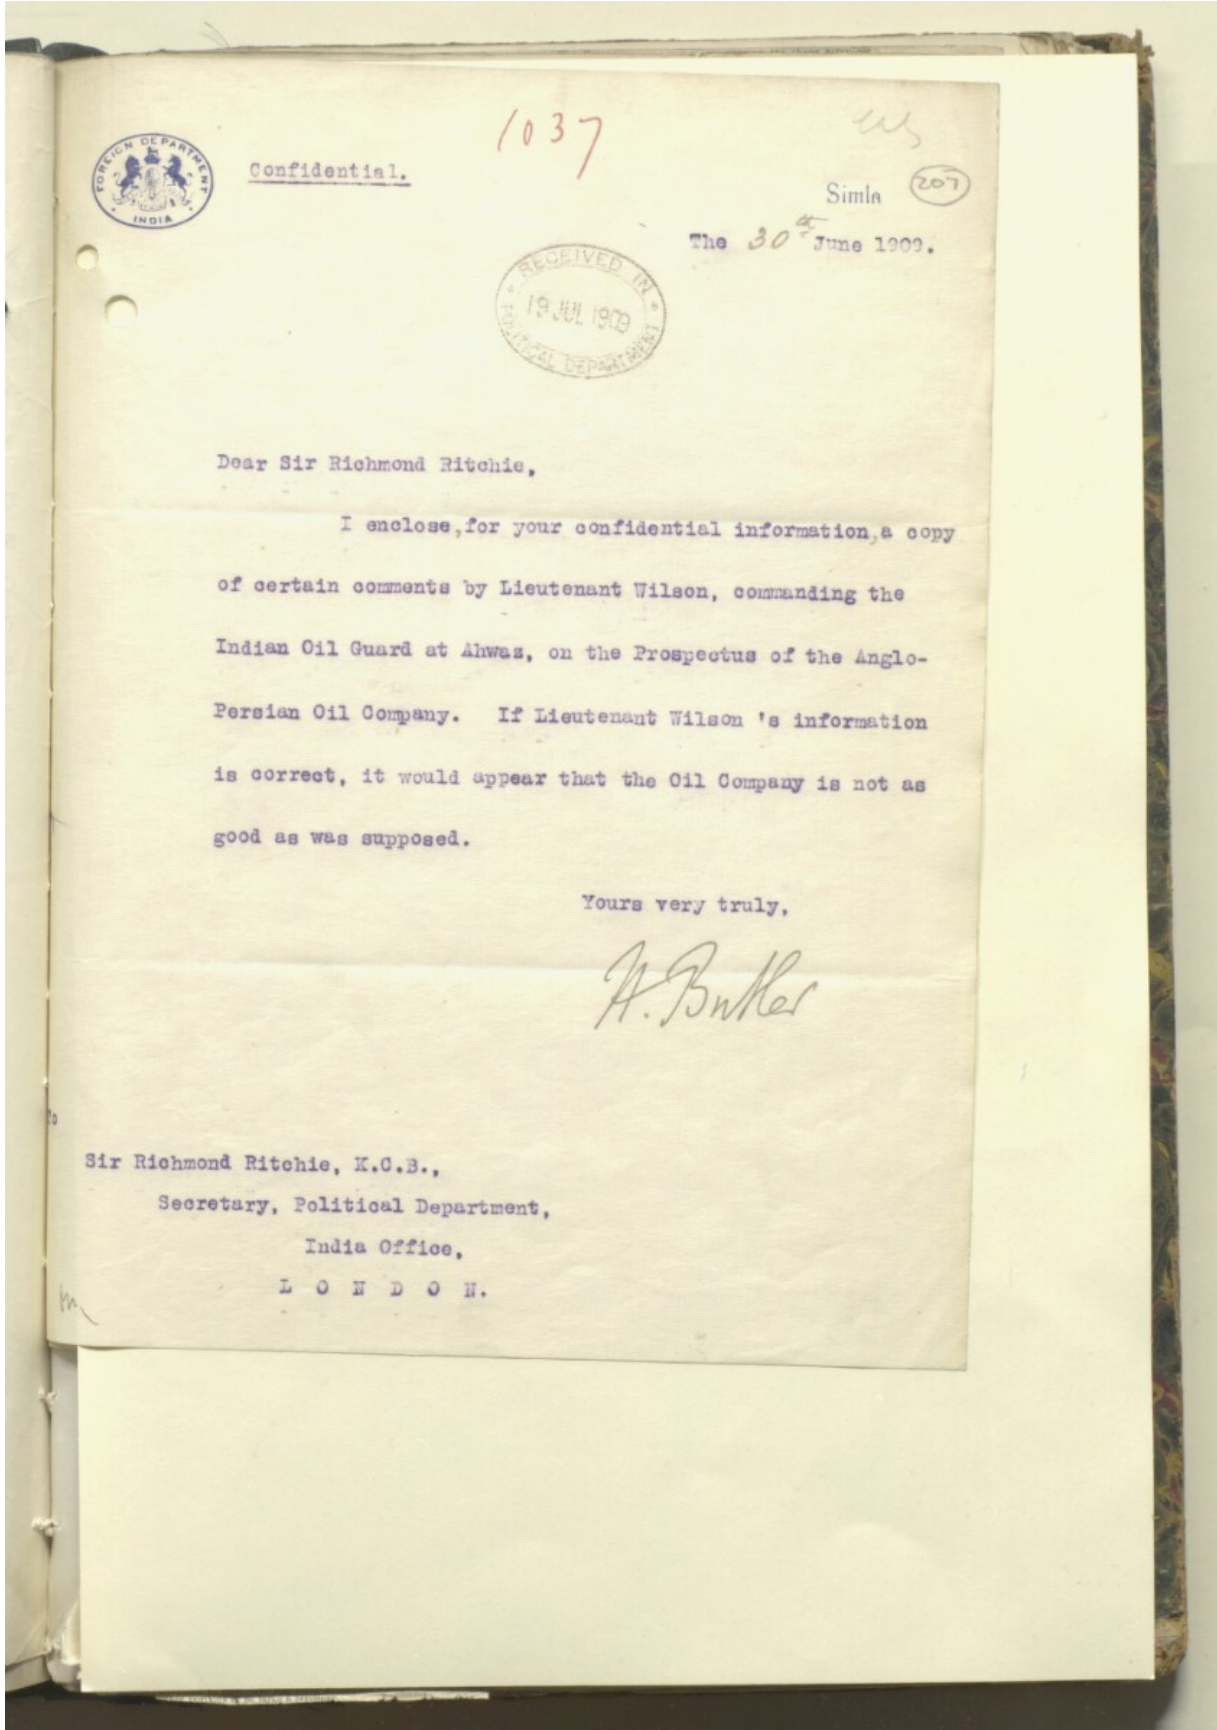 1037
207
FOREIGN DEPARTMENT
INDIA
Confidential.
Simla
The 30th June 1909.
RECEIVED IN
19 JUL 1909
POLITICAL DEPARTMENT
Dear Sir Richmond Ritchie,
I enclose, for your confidential information, a copy
of certain comments by Lieutenant Wilson, commanding the
Indian Oil Guard at Ahwaz, on the Prospectus of the Anglo-
Persian Oil Company. If Lieutenant Wilson 's information
is correct, it would appear that the Oil Company is not as
good as was supposed.
Yours very truly,
H. Butler
To
Sir Richmond Ritchie, K.C.B.,
Secretary, Political Department,
India Office,
L O N D O N.